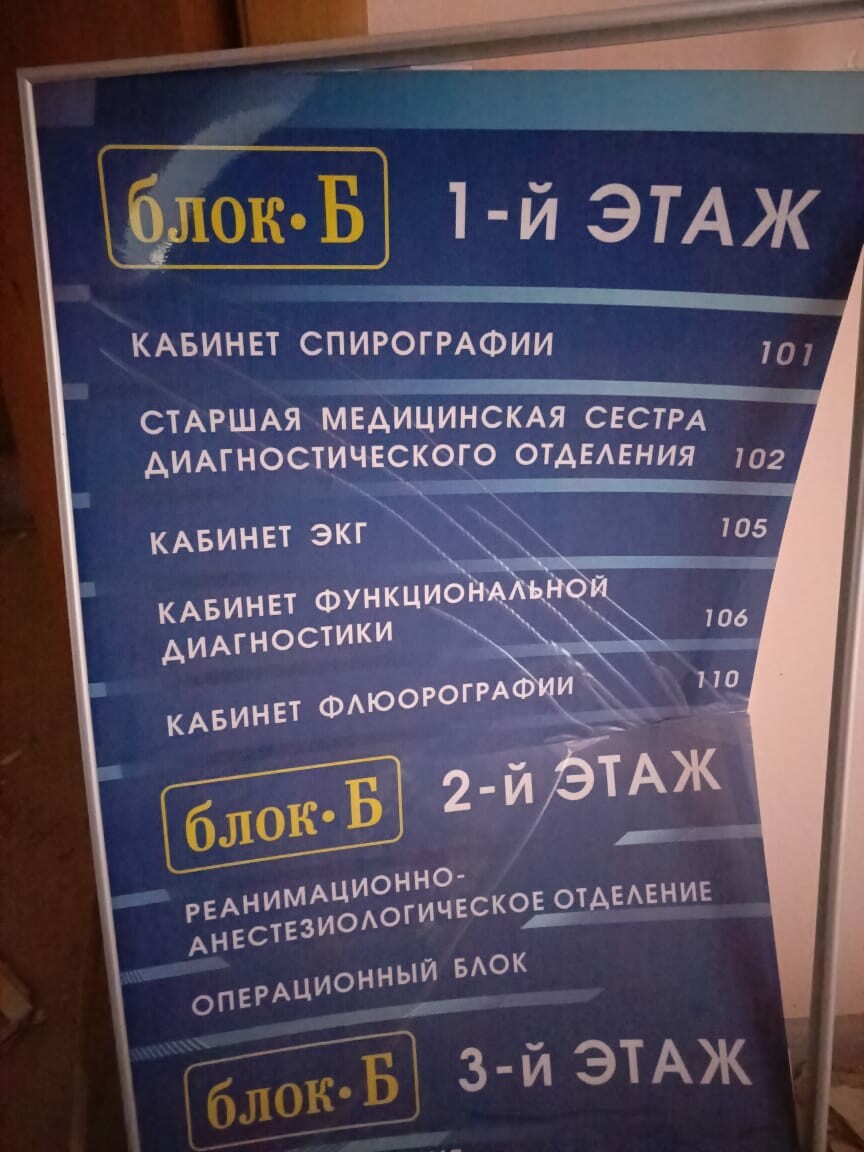 блок·Б 1-й ЭТАЖ
КАБИНЕТ СПИРОГРАФИИ 101
СТАРШАЯ МЕДИЦИНСКАЯ СЕСТРА
ДИАГНОСТИЧЕСКОГО ОТДЕЛЕНИЯ 102
КАБИНЕТ ЭКГ 105
КАБИНЕТ ФУНКЦИОНАЛЬНОЙ
ДИАГНОСТИКИ 106
КАБИНЕТ ФЛЮОРОГРАФИИ 110
блок·Б 2-й ЭТАЖ
РЕАНИМАЦИОННО-
АНЕСТЕЗИОЛОГИЧЕСКОЕ ОТДЕЛЕНИЕ
ОПЕРАЦИОННЫЙ БЛОК
блок·Б 3-й ЭТАЖ